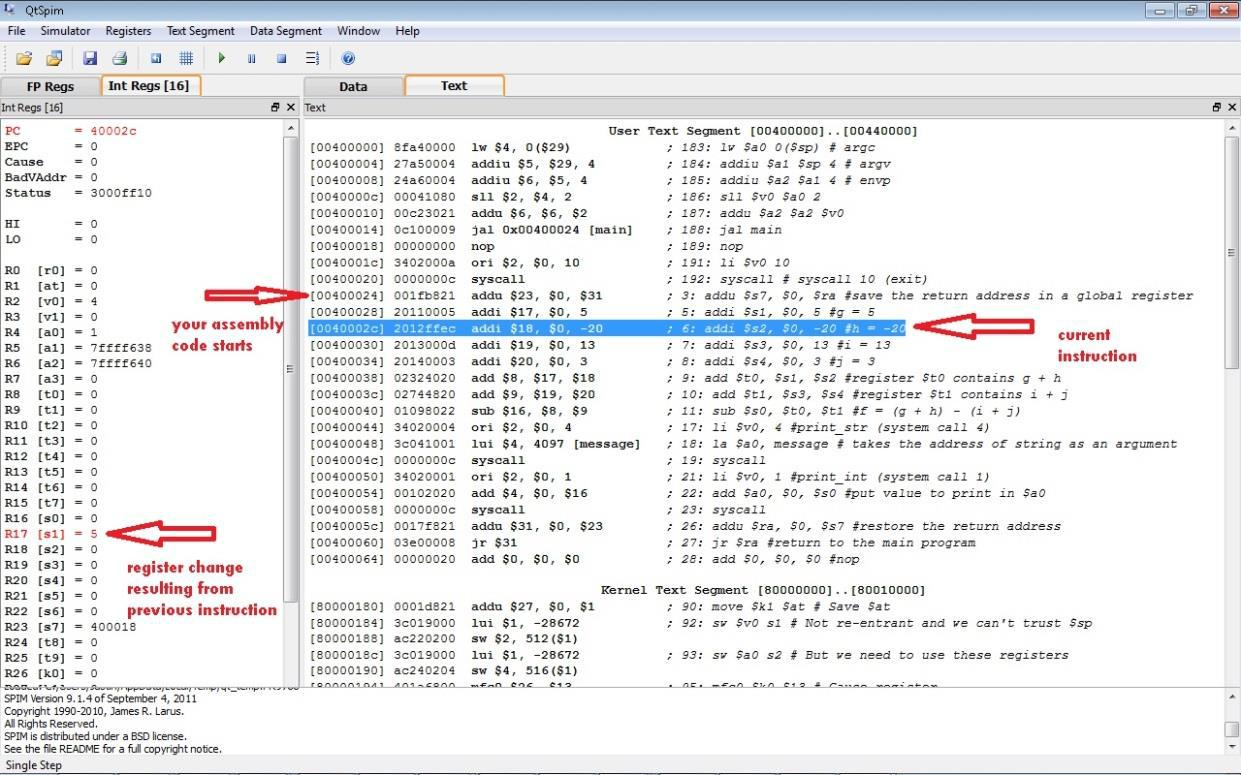 QtSpim
File Simulator Registers Text Segment Data Segment Window Help
FP Regs Int Regs [16] Data Text
Int Regs [16] Text
PC = 40002c
EPC = 0
Cause = 0
BadVAddr = 0
Status = 3000ff10
HI = 0
LO = 0
R0 [r0] = 0
R1 [at] = 0
R2 [v0] = 4
R3 [v1] = 0
R4 [a0] = 1
R5 [a1] = 7ffff638
R6 [a2] = 7ffff640
R7 [a3] = 0
R8 [t0] = 0
R9 [t1] = 0
R10 [t2] = 0
R11 [t3] = 0
R12 [t4] = 0
R13 [t5] = 0
R14 [t6] = 0
R15 [t7] = 0
R16 [s0] = 0
R17 [s1] = 5
R18 [s2] = 0
R19 [s3] = 0
R20 [s4] = 0
R21 [s5] = 0
R22 [s6] = 0
R23 [s7] = 400018
R24 [t8] = 0
R25 [t9] = 0
R26 [k0] = 0
your assembly
code starts
register change
resulting from
previous instruction
User Text Segment [00400000]..[00440000]
[00400000] 8fa40000 lw $4, 0($29) ; 183: lw $a0 0($sp) # argc
[00400004] 27a50004 addiu $5, $29, 4 ; 184: addiu $a1 $sp 4 # argv
[00400008] 24a60004 addiu $6, $5, 4 ; 185: addiu $a2 $a1 4 # envp
[0040000c] 00041080 sll $2, $4, 2 ; 186: sll $v0 $a0 2
[00400010] 00c23021 addu $6, $6, $2 ; 187: addu $a2 $a2 $v0
[00400014] 0c100009 jal 0x00400024 [main] ; 188: jal main
[00400018] 00000000 nop ; 189: nop
[0040001c] 3402000a ori $2, $0, 10 ; 191: li $v0 10
[00400020] 0000000c syscall ; 192: syscall # syscall 10 (exit)
[00400024] 001fb821 addu $23, $0, $31 ; 3: addu $s7, $0, $ra #save the return address in a global register
[00400028] 20110005 addi $17, $0, 5 ; 5: addi $s1, $0, 5 #g = 5
[0040002c] 2012ffec addi $18, $0, -20 ; 6: addi $s2, $0, -20 #h = -20
[00400030] 2013000d addi $19, $0, 13 ; 7: addi $s3, $0, 13 #i = 13
[00400034] 20140003 addi $20, $0, 3 ; 8: addi $s4, $0, 3 #j = 3
[00400038] 02324020 add $8, $17, $18 ; 9: add $t0, $s1, $s2 #register $t0 contains g + h
[0040003c] 02744820 add $9, $19, $20 ; 10: add $t1, $s3, $s4 #register $t1 contains i + j
[00400040] 01098022 sub $16, $8, $9 ; 11: sub $s0, $t0, $t1 #f = (g + h) - (i + j)
[00400044] 34020004 ori $2, $0, 4 ; 17: li $v0, 4 #print_str (system call 4)
[00400048] 3c041001 lui $4, 4097 [message] ; 18: la $a0, message # takes the address of string as an argument
[0040004c] 0000000c syscall ; 19: syscall
[00400050] 34020001 ori $2, $0, 1 ; 21: li $v0, 1 #print_int (system call 1)
[00400054] 00102020 add $4, $0, $16 ; 22: add $a0, $0, $s0 #put value to print in $a0
[00400058] 0000000c syscall ; 23: syscall
[0040005c] 0017f821 addu $31, $0, $23 ; 26: addu $ra, $0, $s7 #restore the return address
[00400060] 03e00008 jr $31 ; 27: jr $ra #return to the main program
[00400064] 00000020 add $0, $0, $0 ; 28: add $0, $0, $0 #nop
current
instruction
Kernel Text Segment [80000000]..[80010000]
[80000180] 0001d821 addu $27, $0, $1 ; 90: move $k1 $at # Save $at
[80000184] 3c019000 lui $1, -28672 ; 92: sw $v0 s1 # Not re-entrant and we can't trust $sp
[80000188] ac220200 sw $2, 512($1)
[8000018c] 3c019000 lui $1, -28672 ; 93: sw $a0 s2 # But we need to use these registers
[80000190] ac240204 sw $4, 516($1)
[80000194] 401a6800 mfc0 $26, $13 ; 95: mfc0 $k0 $13 # Cause register
SPIM Version 9.1.4 of September 4, 2011
Copyright 1990-2010, James R. Larus.
All Rights Reserved.
SPIM is distributed under a BSD license.
See the file README for a full copyright notice.
Single Step